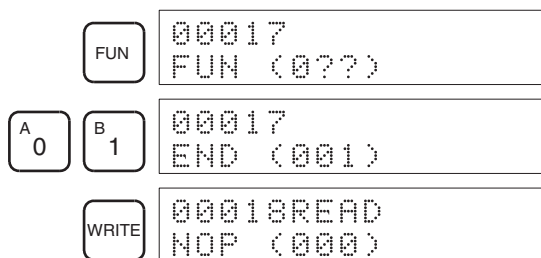 FUN
00017
FUN (0??)
A
0
B
1
00017
END (001)
WRITE
00018READ
NOP (000)